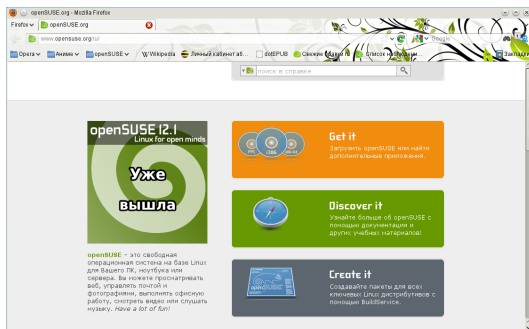 openSUSE.org - Mozilla Firefox
Firefox openSUSE.org
www.opensuse.org/ru/ Google
Opera Аниме openSUSE Wikipedia Личный кабинет аб... dotEPUB Свежие Закладки
поиск в справке
openSUSE 12.1
Linux for open minds
Уже
вышла
openSUSE - это свободная
операционная система на базе Linux
для Вашего ПК, ноутбука или
сервера. Вы можете просматривать
веб, управлять почтой и
фотографиями, выполнять офисную
работу, смотреть видео или слушать
музыку. Have a lot of fun!
Get it
Загрузить openSUSE или найти
дополнительные приложения.
Discover it
Узнайте больше об openSUSE с
помощью документации и
других учебных материалов!
Create it
Создавайте пакеты для всех
ключевых Linux дистрибутивов с
помощью BuildService.